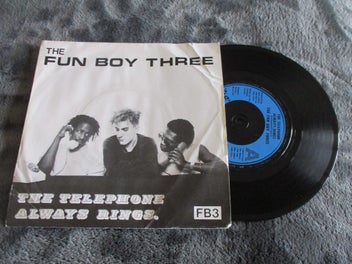 THE
FUN BOY THREE
THE TELEPHONE
ALWAYS RINGS.
FB3
A